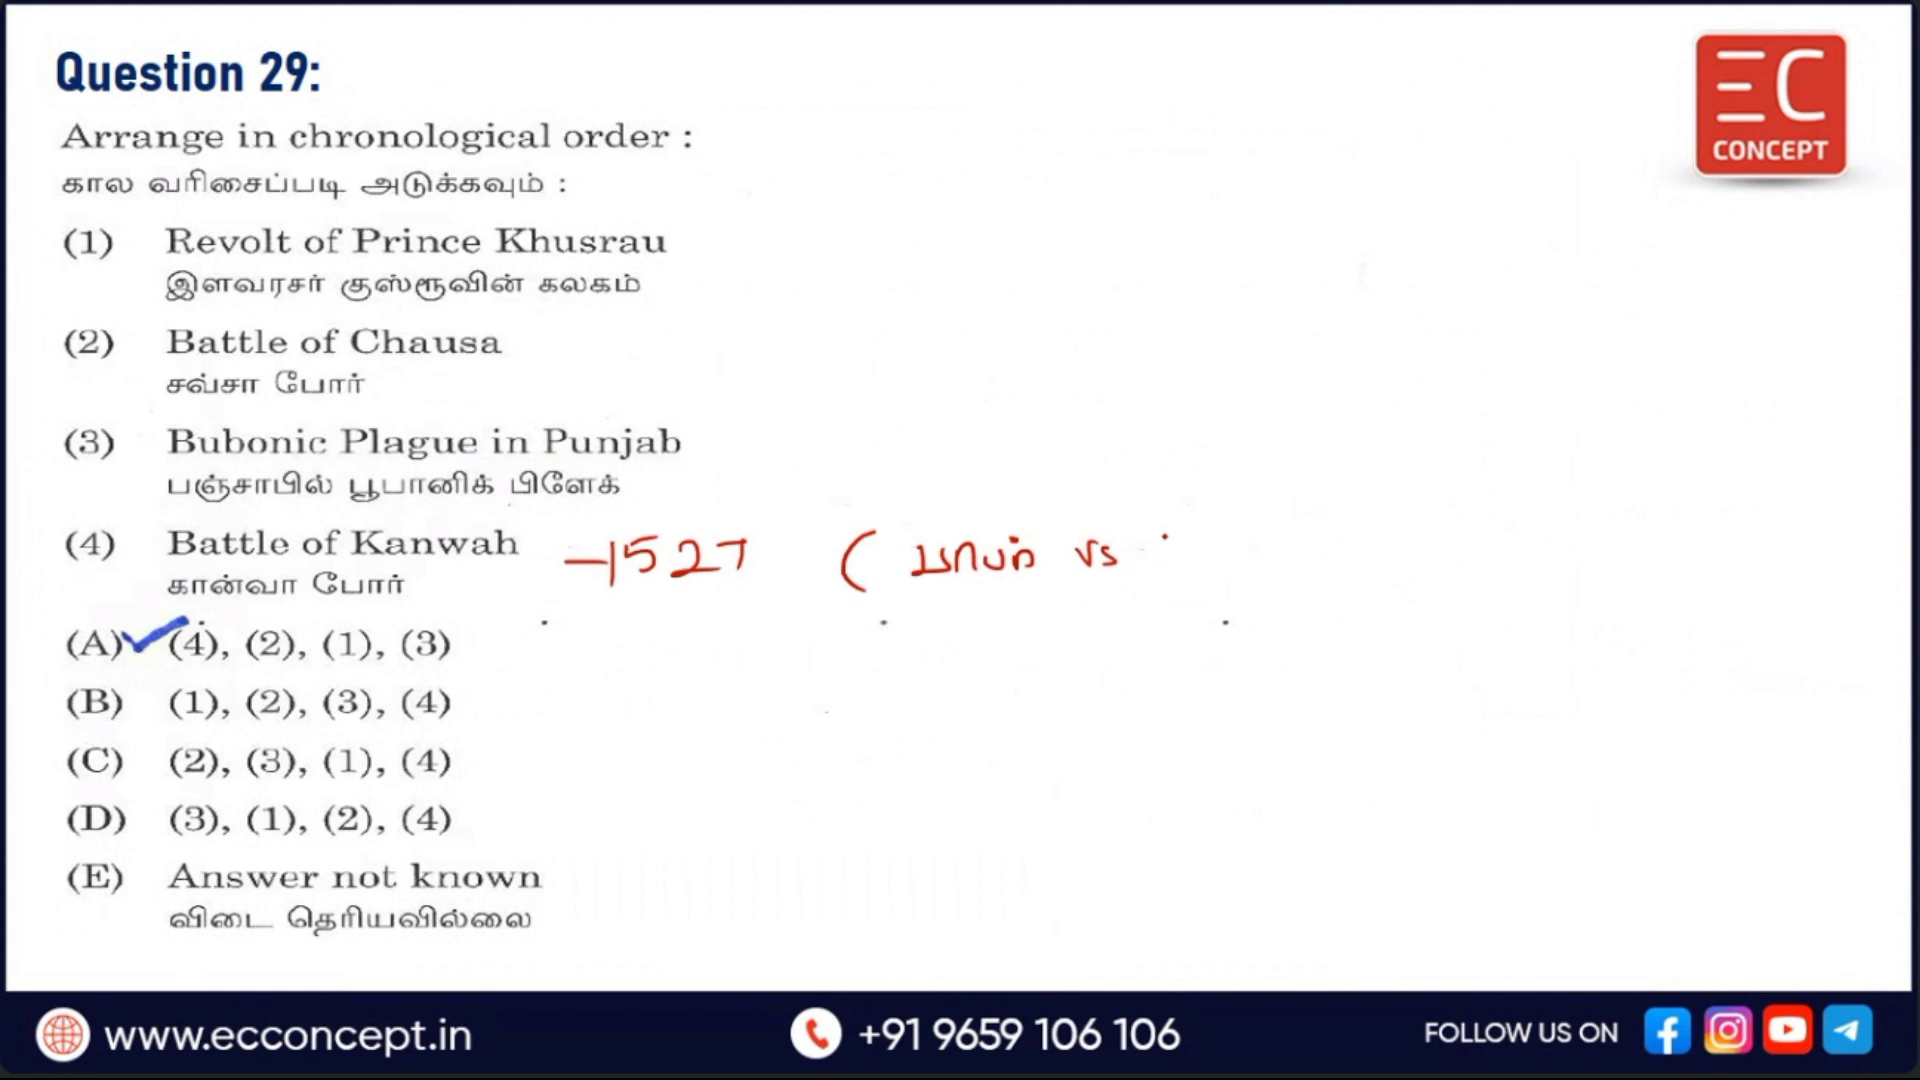 Question 29:
EC
CONCEPT
Arrange in chronological order :
கால வரிசைப்படி அடுக்கவும் :
(1) Revolt of Prince Khusrau
இளவரசர் குஸ்ரூவின் கலகம்
(2) Battle of Chausa
சவ்சா போர்
(3) Bubonic Plague in Punjab
பஞ்சாபில் பூபானிக் பிளேக்
(4) Battle of Kanwah – 1527 ( பாபர் vs
கான்வா போர்
(A) (4), (2), (1), (3)
(B) (1), (2), (3), (4)
(C) (2), (3), (1), (4)
(D) (3), (1), (2), (4)
(E) Answer not known
விடை தெரியவில்லை
www.ecconcept.in +91 9659 106 106 FOLLOW US ON